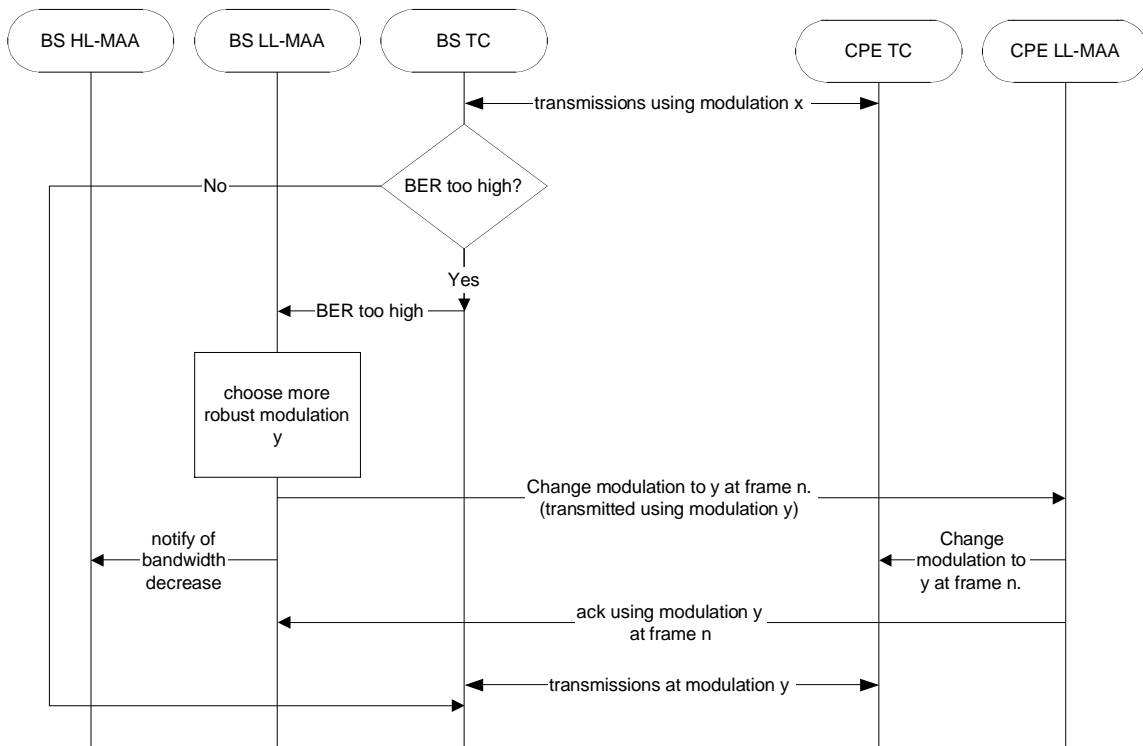 BS HL-MAA
BS LL-MAA
BS TC
CPE TC
CPE LL-MAA
transmissions using modulation x
No
BER too high?
Yes
BER too high
choose more
robust modulation
y
Change modulation to y at frame n.
(transmitted using modulation y)
notify of
bandwidth
decrease
Change
modulation to
y at frame n.
ack using modulation y
at frame n
transmissions at modulation y